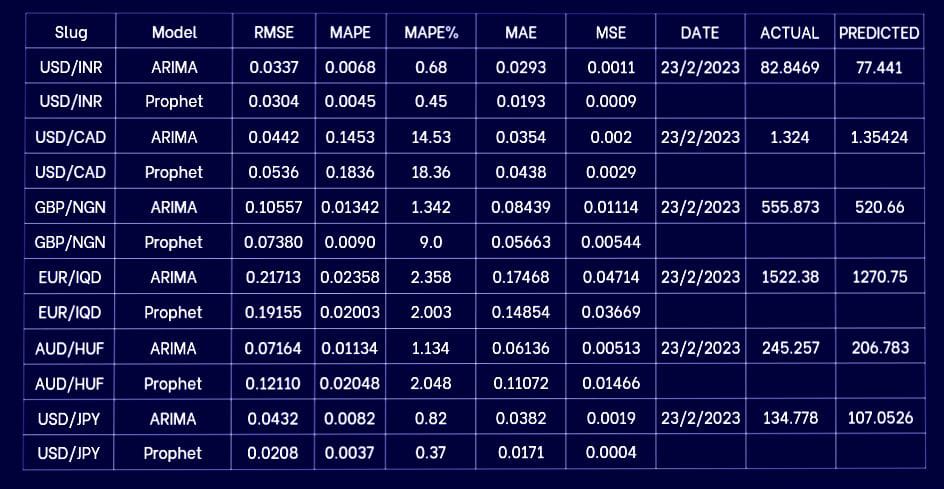 Slug Model RMSE MAPE MAPE% MAE MSE DATE ACTUAL PREDICTED
USD/INR ARIMA 0.0337 0.0068 0.68 0.0293 0.0011 23/2/2023 82.8469 77.441
USD/INR Prophet 0.0304 0.0045 0.45 0.0193 0.0009
USD/CAD ARIMA 0.0442 0.1453 14.53 0.0354 0.002 23/2/2023 1.324 1.35424
USD/CAD Prophet 0.0536 0.1836 18.36 0.0438 0.0029
GBP/NGN ARIMA 0.10557 0.01342 1.342 0.08439 0.01114 23/2/2023 555.873 520.66
GBP/NGN Prophet 0.07380 0.0090 9.0 0.05663 0.00544
EUR/IQD ARIMA 0.21713 0.02358 2.358 0.17468 0.04714 23/2/2023 1522.38 1270.75
EUR/IQD Prophet 0.19155 0.02003 2.003 0.14854 0.03669
AUD/HUF ARIMA 0.07164 0.01134 1.134 0.06136 0.00513 23/2/2023 245.257 206.783
AUD/HUF Prophet 0.12110 0.02048 2.048 0.11072 0.01466
USD/JPY ARIMA 0.0432 0.0082 0.82 0.0382 0.0019 23/2/2023 134.778 107.0526
USD/JPY Prophet 0.0208 0.0037 0.37 0.0171 0.0004